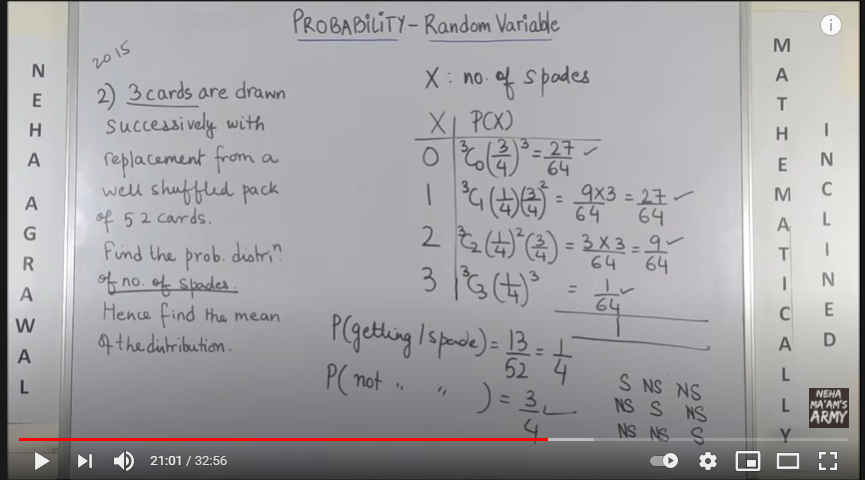 PROBABILITY - Random Variable
2015
2) 3 cards are drawn
successively with
replacement from a
well shuffled pack
of 52 cards.
Find the prob. distriⁿ.
of no. of spades.
Hence find the mean
of the distribution.
X : no. of spades
X | P(X)
0 | ³C₀(3/4)³ = 27/64 ✓
1 | ³C₁(1/4)(3/4)² = 9×3/64 = 27/64 ✓
2 | ³C₂(1/4)²(3/4) = 3×3/64 = 9/64 ✓
3 | ³C₃(1/4)³ = 1/64 ✓
1
P(getting 1 spade) = 13/52 = 1/4
P(not " " ) = 3/4
S NS NS
NS S NS
NS NS S
NEHA AGRAWAL
MATHEMATICALLY
INCLINED
NEHA
MA'AM'S
ARMY
21:01 / 32:56